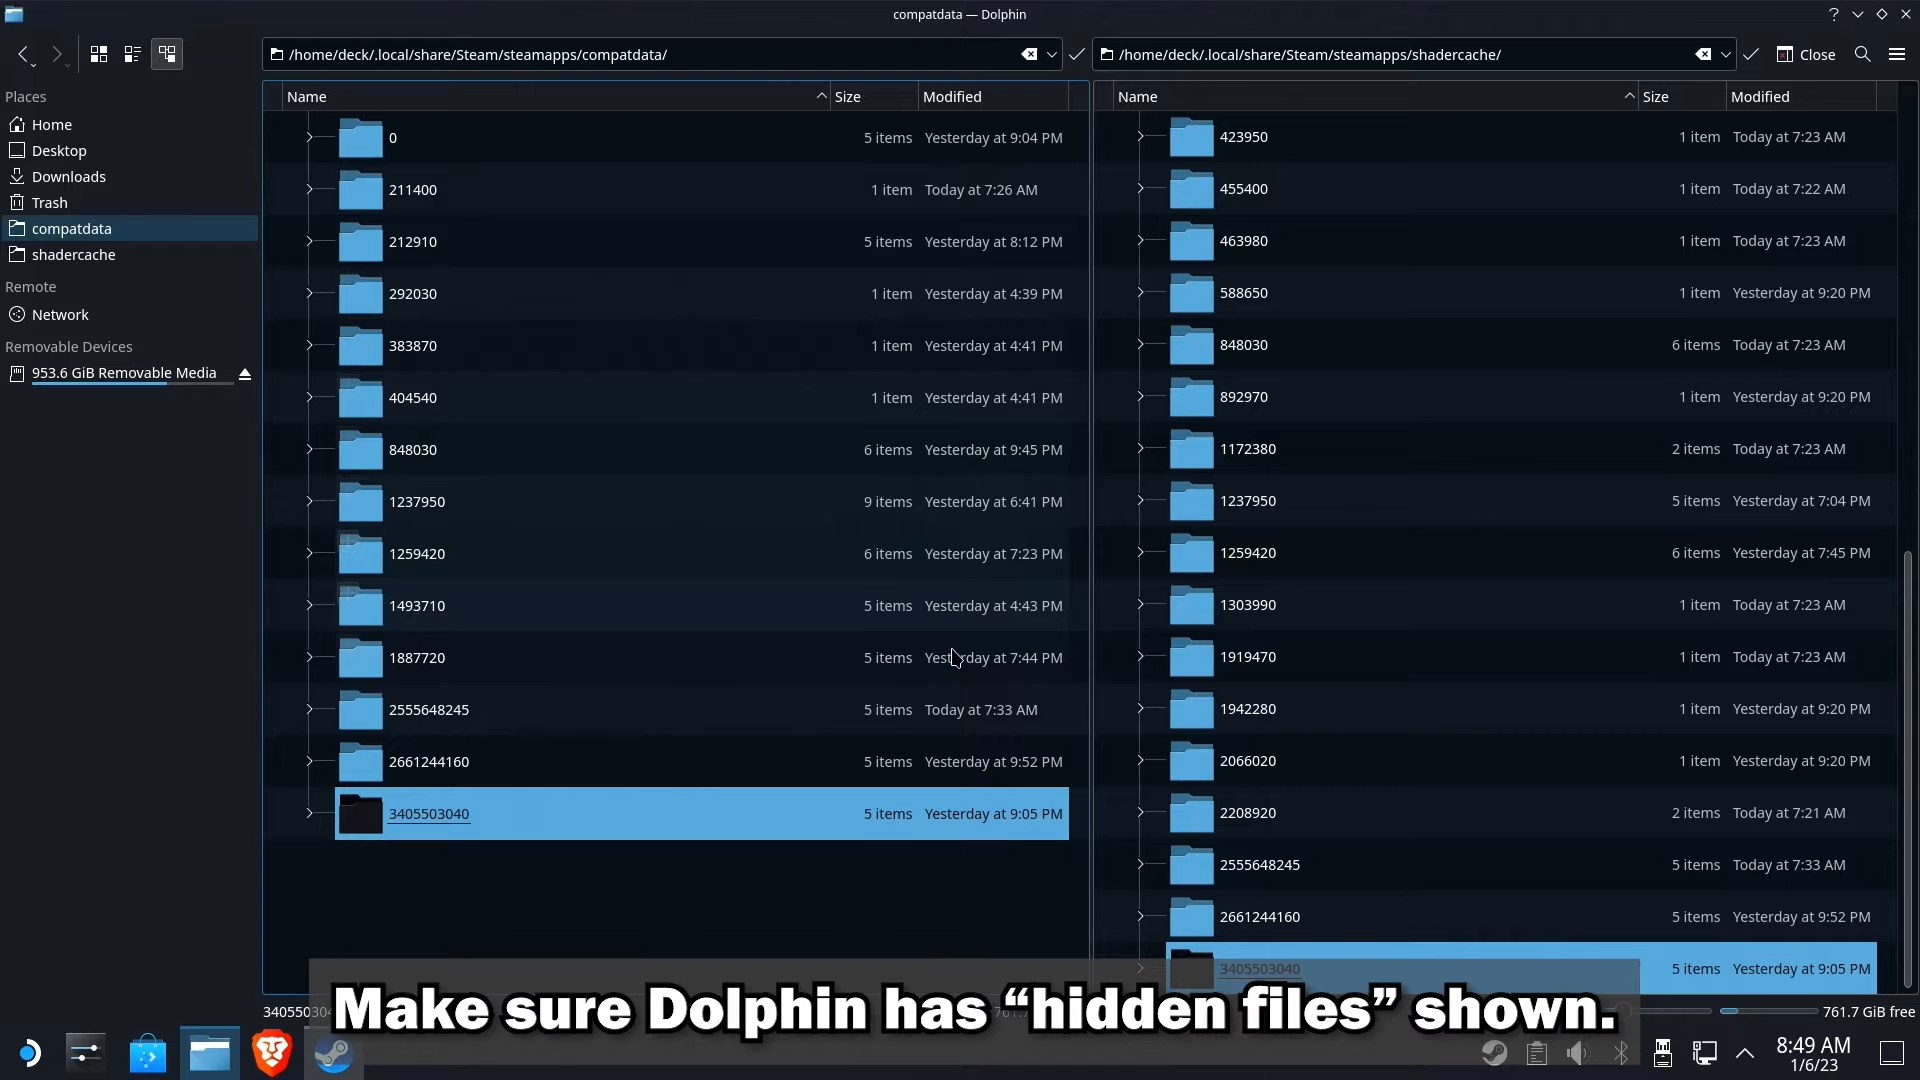 compatdata — Dolphin
/home/deck/.local/share/Steam/steamapps/compatdata/
/home/deck/.local/share/Steam/steamapps/shadercache/
Close
Places
Home
Desktop
Downloads
Trash
compatdata
shadercache
Remote
Network
Removable Devices
953.6 GiB Removable Media
Name Size Modified
0 5 items Yesterday at 9:04 PM
211400 1 item Today at 7:26 AM
212910 5 items Yesterday at 8:12 PM
292030 1 item Yesterday at 4:39 PM
383870 1 item Yesterday at 4:41 PM
404540 1 item Yesterday at 4:41 PM
848030 6 items Yesterday at 9:45 PM
1237950 9 items Yesterday at 6:41 PM
1259420 6 items Yesterday at 7:23 PM
1493710 5 items Yesterday at 4:43 PM
1887720 5 items Yesterday at 7:44 PM
2555648245 5 items Today at 7:33 AM
2661244160 5 items Yesterday at 9:52 PM
3405503040 5 items Yesterday at 9:05 PM
Name Size Modified
423950 1 item Today at 7:23 AM
455400 1 item Today at 7:22 AM
463980 1 item Today at 7:23 AM
588650 1 item Yesterday at 9:20 PM
848030 6 items Today at 7:23 AM
892970 1 item Yesterday at 9:20 PM
1172380 2 items Today at 7:23 AM
1237950 5 items Yesterday at 7:04 PM
1259420 6 items Yesterday at 7:45 PM
1303990 1 item Today at 7:23 AM
1919470 1 item Today at 7:23 AM
1942280 1 item Yesterday at 9:20 PM
2066020 1 item Yesterday at 9:20 PM
2208920 2 items Today at 7:21 AM
2555648245 5 items Today at 7:33 AM
2661244160 5 items Yesterday at 9:52 PM
3405503040 5 items Yesterday at 9:05 PM
Make sure Dolphin has “hidden files” shown.
761.7 GiB free
8:49 AM
1/6/23